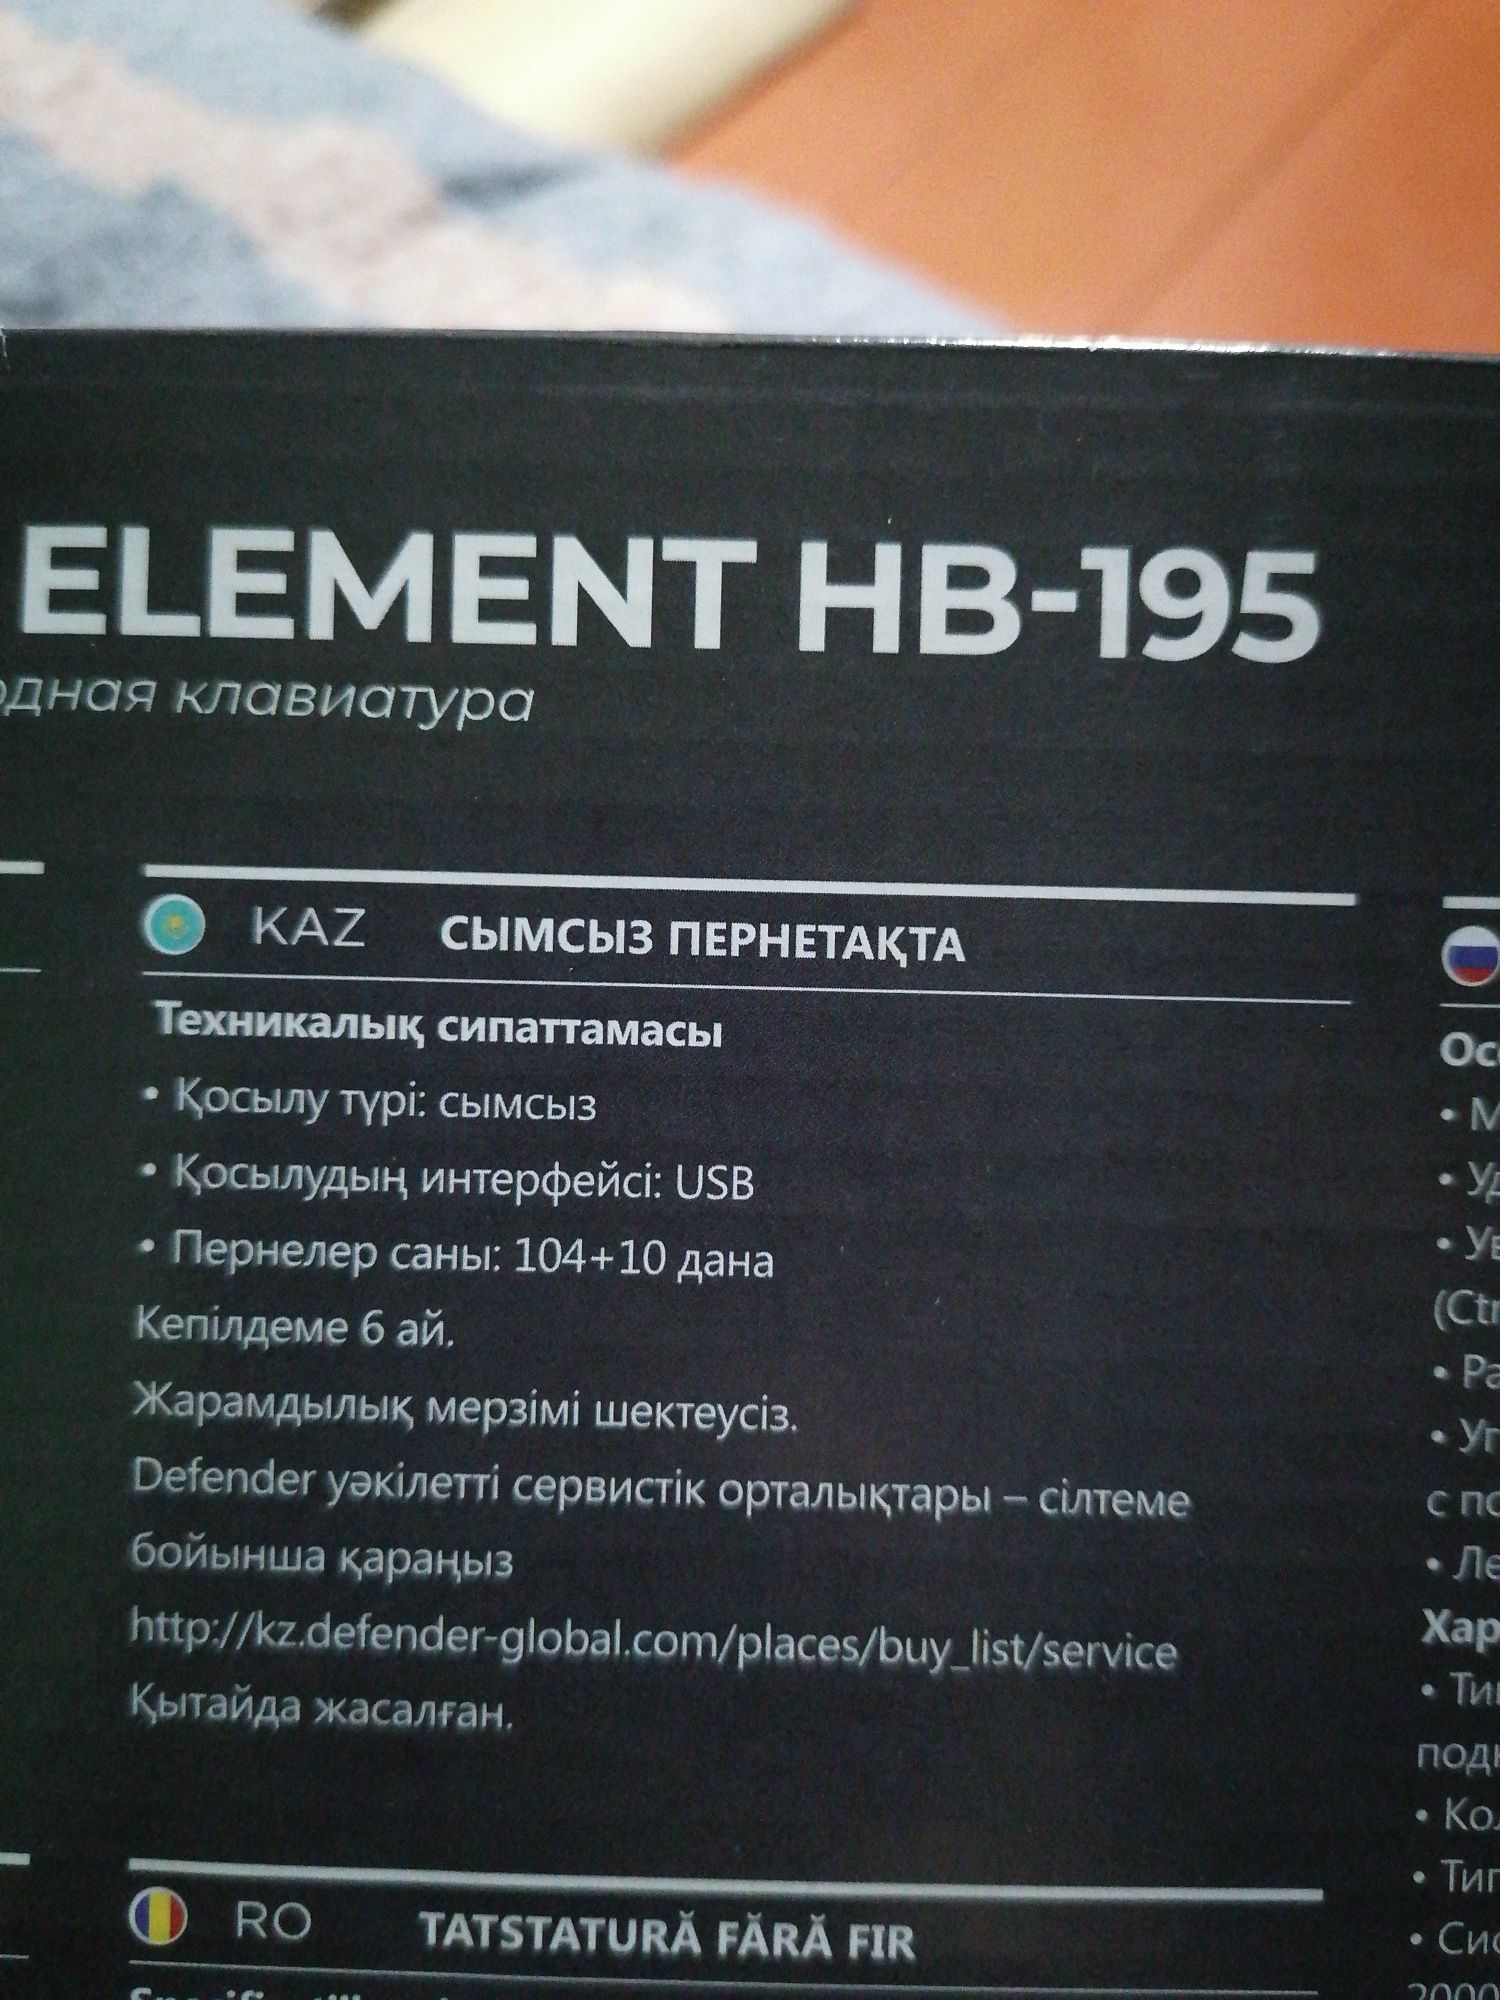 ELEMENT HB-195
клавиатура
KAZ СЫМСЫЗ ПЕРНЕТАҚТА
Техникалық сипаттамасы
• Қосылу түрі: сымсыз
• Қосылудың интерфейсі: USB
• Пернелер саны: 104+10 дана
Кепілдеме 6 ай.
Жарамдылық мерзімі шектеусіз.
Defender уәкілетті сервистік орталықтары – сілтеме
бойынша қараңыз
http://kz.defender-global.com/places/buy_list/service
Қытайда жасалған.
RO TATSTATURĂ FĂRĂ FIR